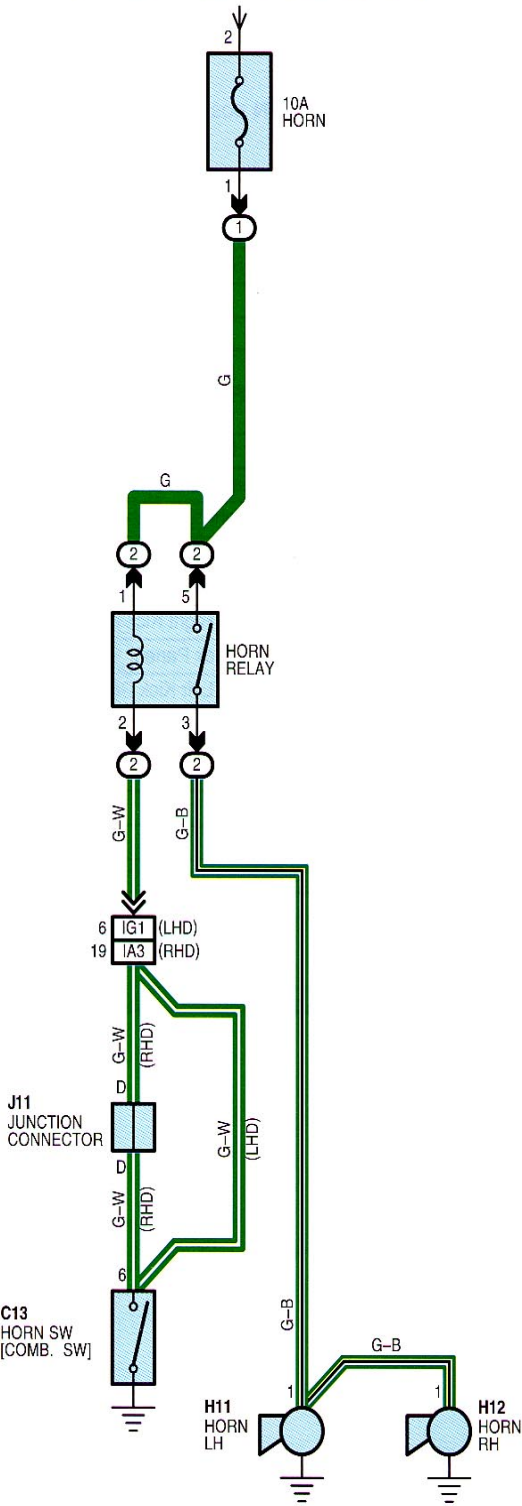 2
10A
HORN
1
1
G
G
2
2
1
5
HORN
RELAY
2
3
2
2
G–W
G–B
6 IG1 (LHD)
19 IA3 (RHD)
G–W
(RHD)
D
J11
JUNCTION
CONNECTOR
G–W
(LHD)
D
G–W
(RHD)
6
C13
HORN SW
[COMB. SW]
G–B
G–B
1
H11
HORN
LH
1
H12
HORN
RH